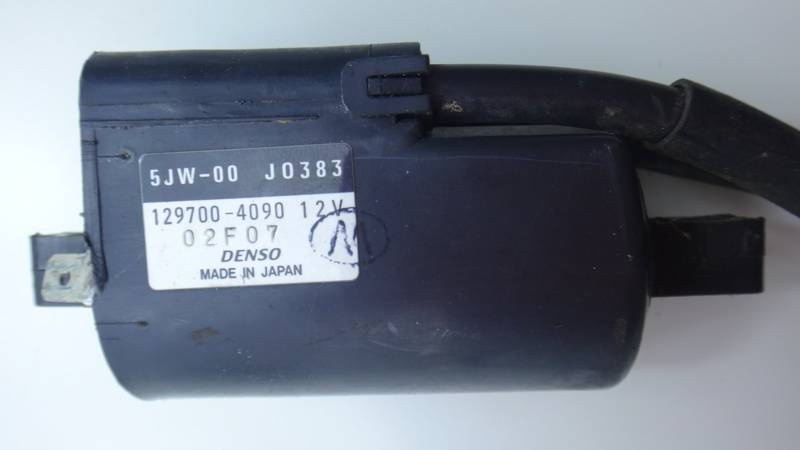 5JW-00 J0383
129700-4090 12V
02F07
DENSO
MADE IN JAPAN